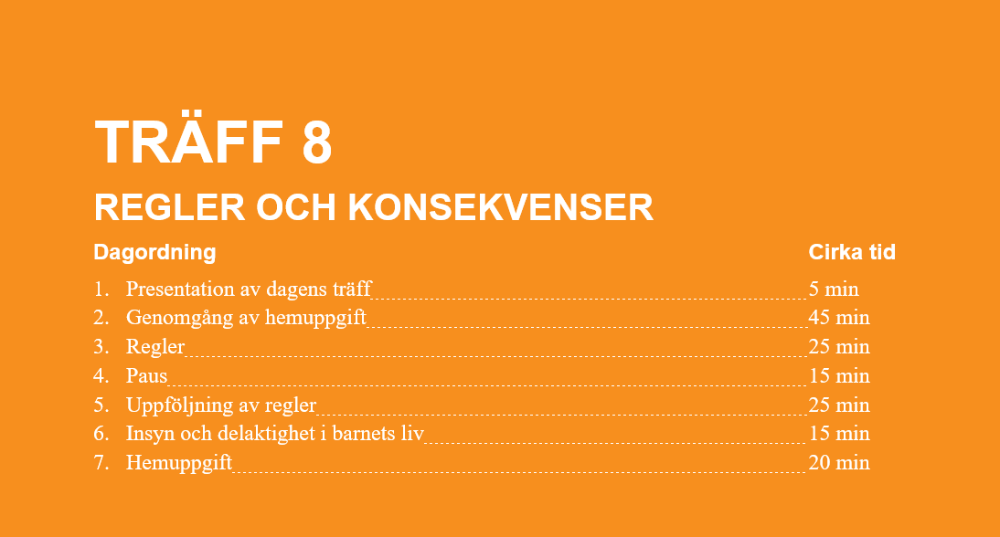 TRÄFF 8
REGLER OCH KONSEKVENSER
Dagordning Cirka tid
1. Presentation av dagens träff 5 min
2. Genomgång av hemuppgift 45 min
3. Regler 25 min
4. Paus 15 min
5. Uppföljning av regler 25 min
6. Insyn och delaktighet i barnets liv 15 min
7. Hemuppgift 20 min